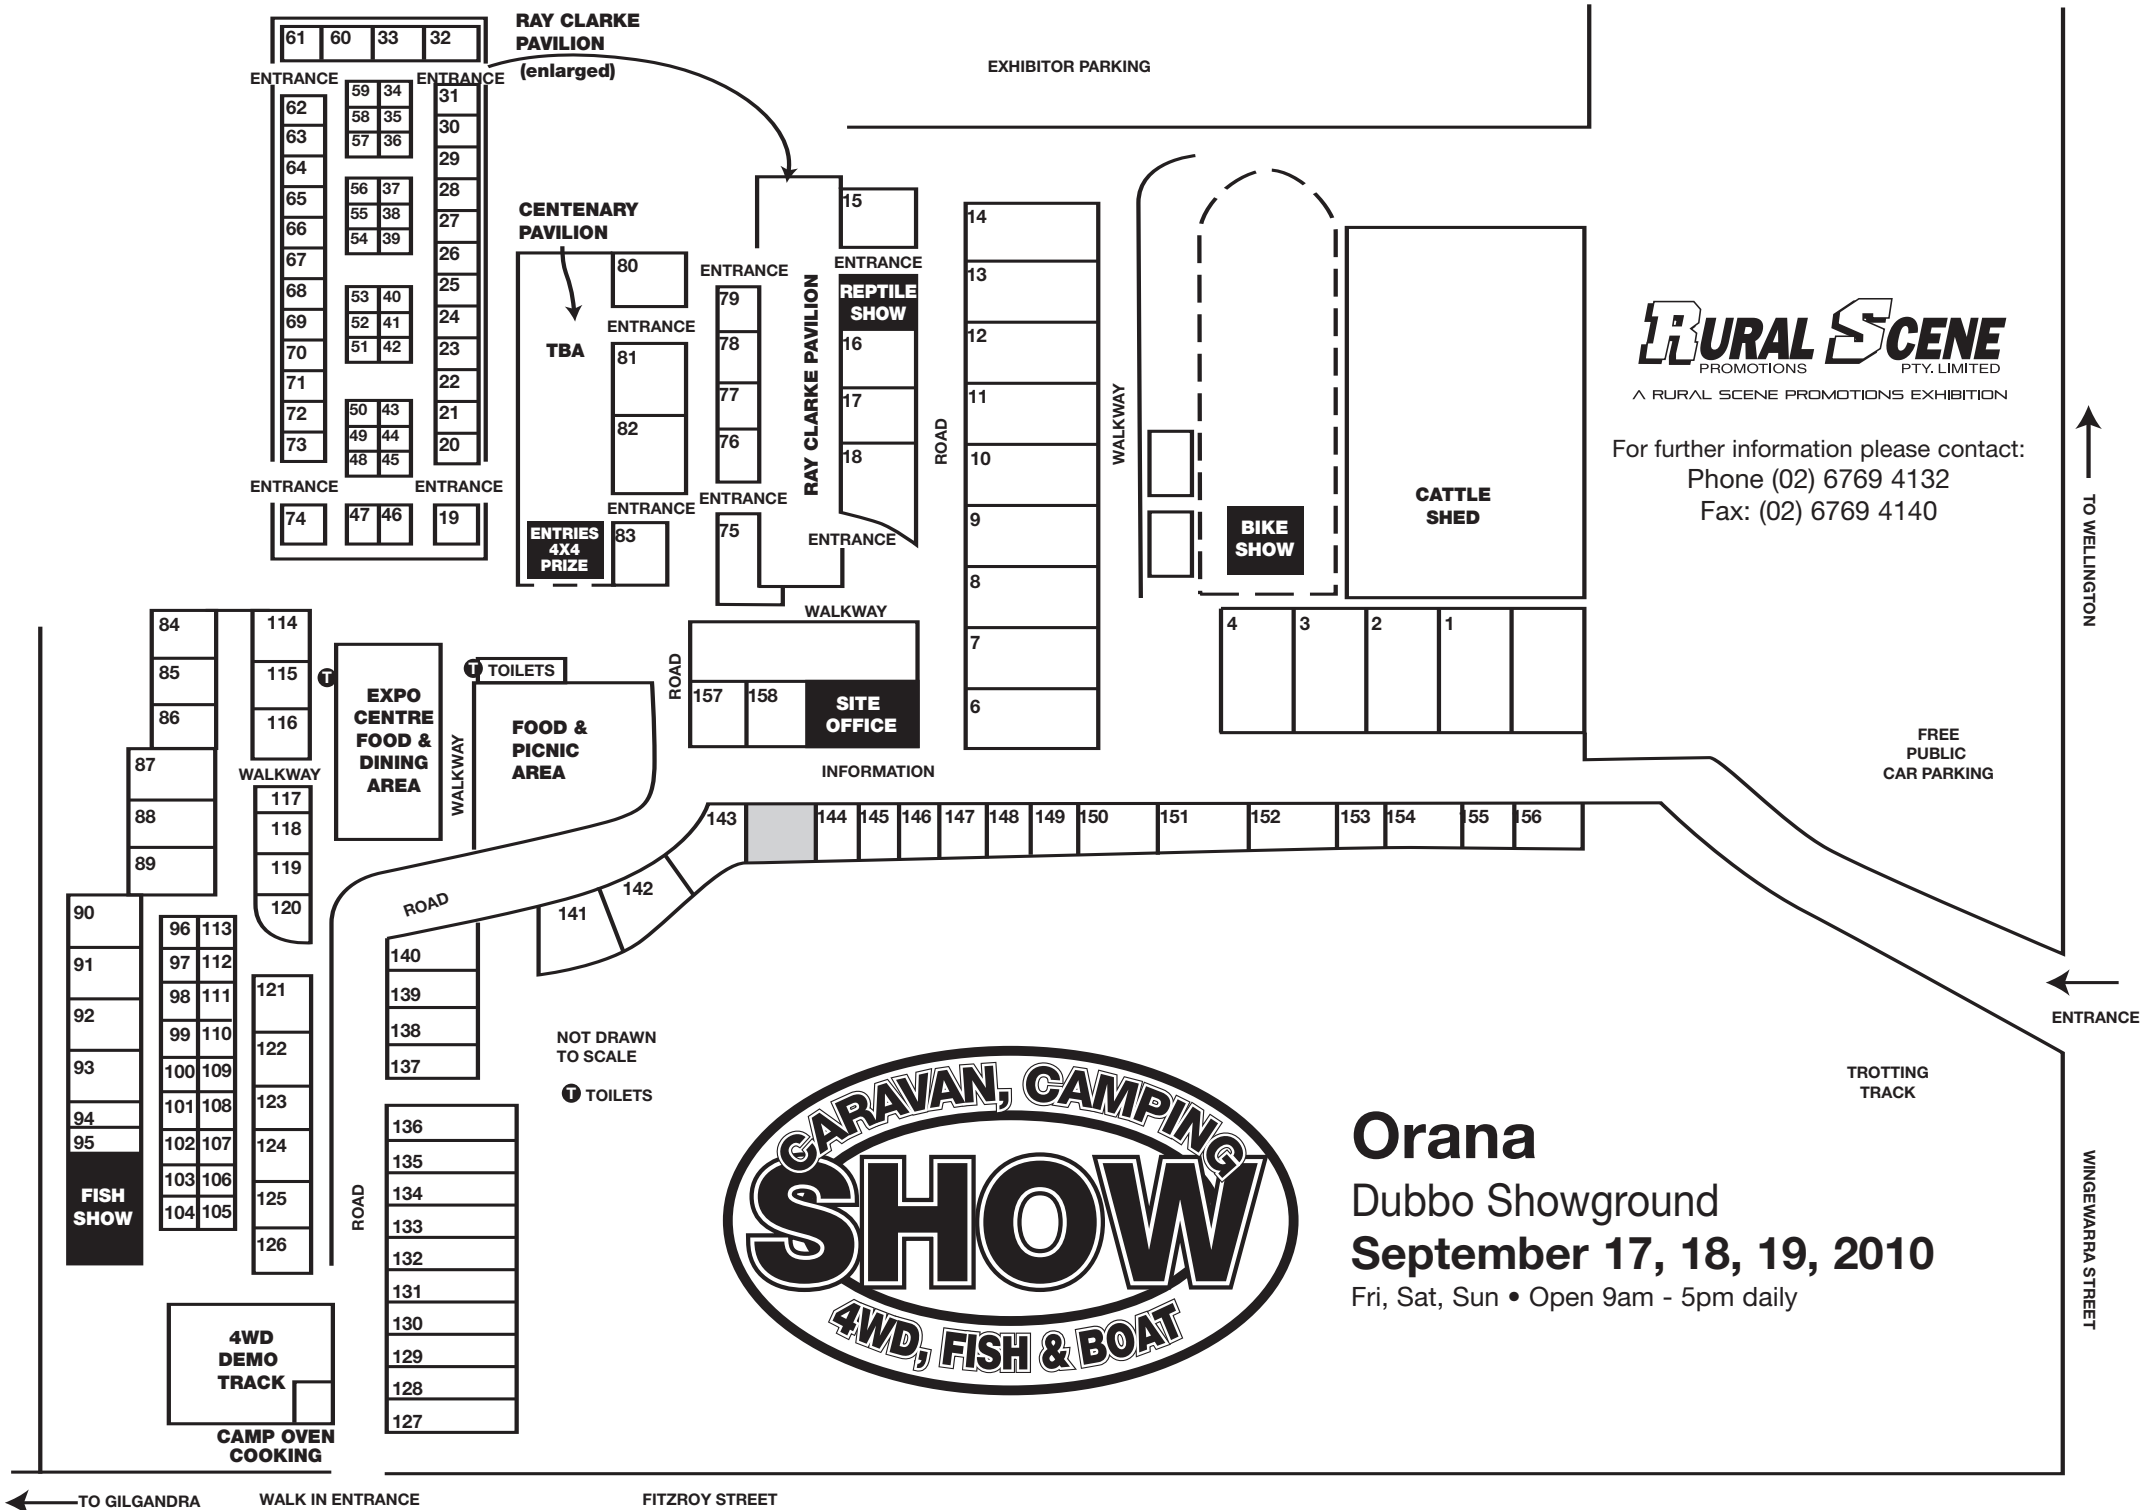 RAY CLARKE
PAVILION
(enlarged)
61 60 33 32
ENTRANCE ENTRANCE
62
63
64
65
66
67
68
69
70
71
72
73
59 34
58 35
57 36
56 37
55 38
54 39
53 40
52 41
51 42
50 43
49 44
48 45
31
30
29
28
27
26
25
24
23
22
21
20
ENTRANCE ENTRANCE
74 47 46 19
CENTENARY
PAVILION
TBA
80
ENTRANCE
81
82
ENTRANCE
83
ENTRIES
4X4
PRIZE
ENTRANCE
79
78
77
76
ENTRANCE
75
RAY CLARKE PAVILION
15
ENTRANCE
REPTILE
SHOW
16
17
18
ENTRANCE
WALKWAY
ROAD
EXHIBITOR PARKING
14
13
12
11
10
9
8
7
6
WALKWAY
BIKE
SHOW
CATTLE
SHED
4 3 2 1
RURAL SCENE
PROMOTIONS PTY. LIMITED
A RURAL SCENE PROMOTIONS EXHIBITION
For further information please contact:
Phone (02) 6769 4132
Fax: (02) 6769 4140
TO WELLINGTON
FREE
PUBLIC
CAR PARKING
84
85
86
87
88
89
90
91
92
93
94
95
FISH
SHOW
114
115
116
WALKWAY
117
118
119
120
T
EXPO
CENTRE
FOOD &
DINING
AREA
WALKWAY
T TOILETS
FOOD &
PICNIC
AREA
ROAD
157 158
SITE
OFFICE
INFORMATION
143 144 145 146 147 148 149 150 151 152 153 154 155 156
142
141
ROAD
96 113
97 112
98 111
99 110
100 109
101 108
102 107
103 106
104 105
121
122
123
124
125
126
ROAD
140
139
138
137
136
135
134
133
132
131
130
129
128
127
NOT DRAWN
TO SCALE
T TOILETS
4WD
DEMO
TRACK
CAMP OVEN
COOKING
CARAVAN, CAMPING
SHOW
4WD, FISH & BOAT
Orana
Dubbo Showground
September 17, 18, 19, 2010
Fri, Sat, Sun • Open 9am - 5pm daily
ENTRANCE
TROTTING
TRACK
WINGEWARRA STREET
TO GILGANDRA
WALK IN ENTRANCE
FITZROY STREET